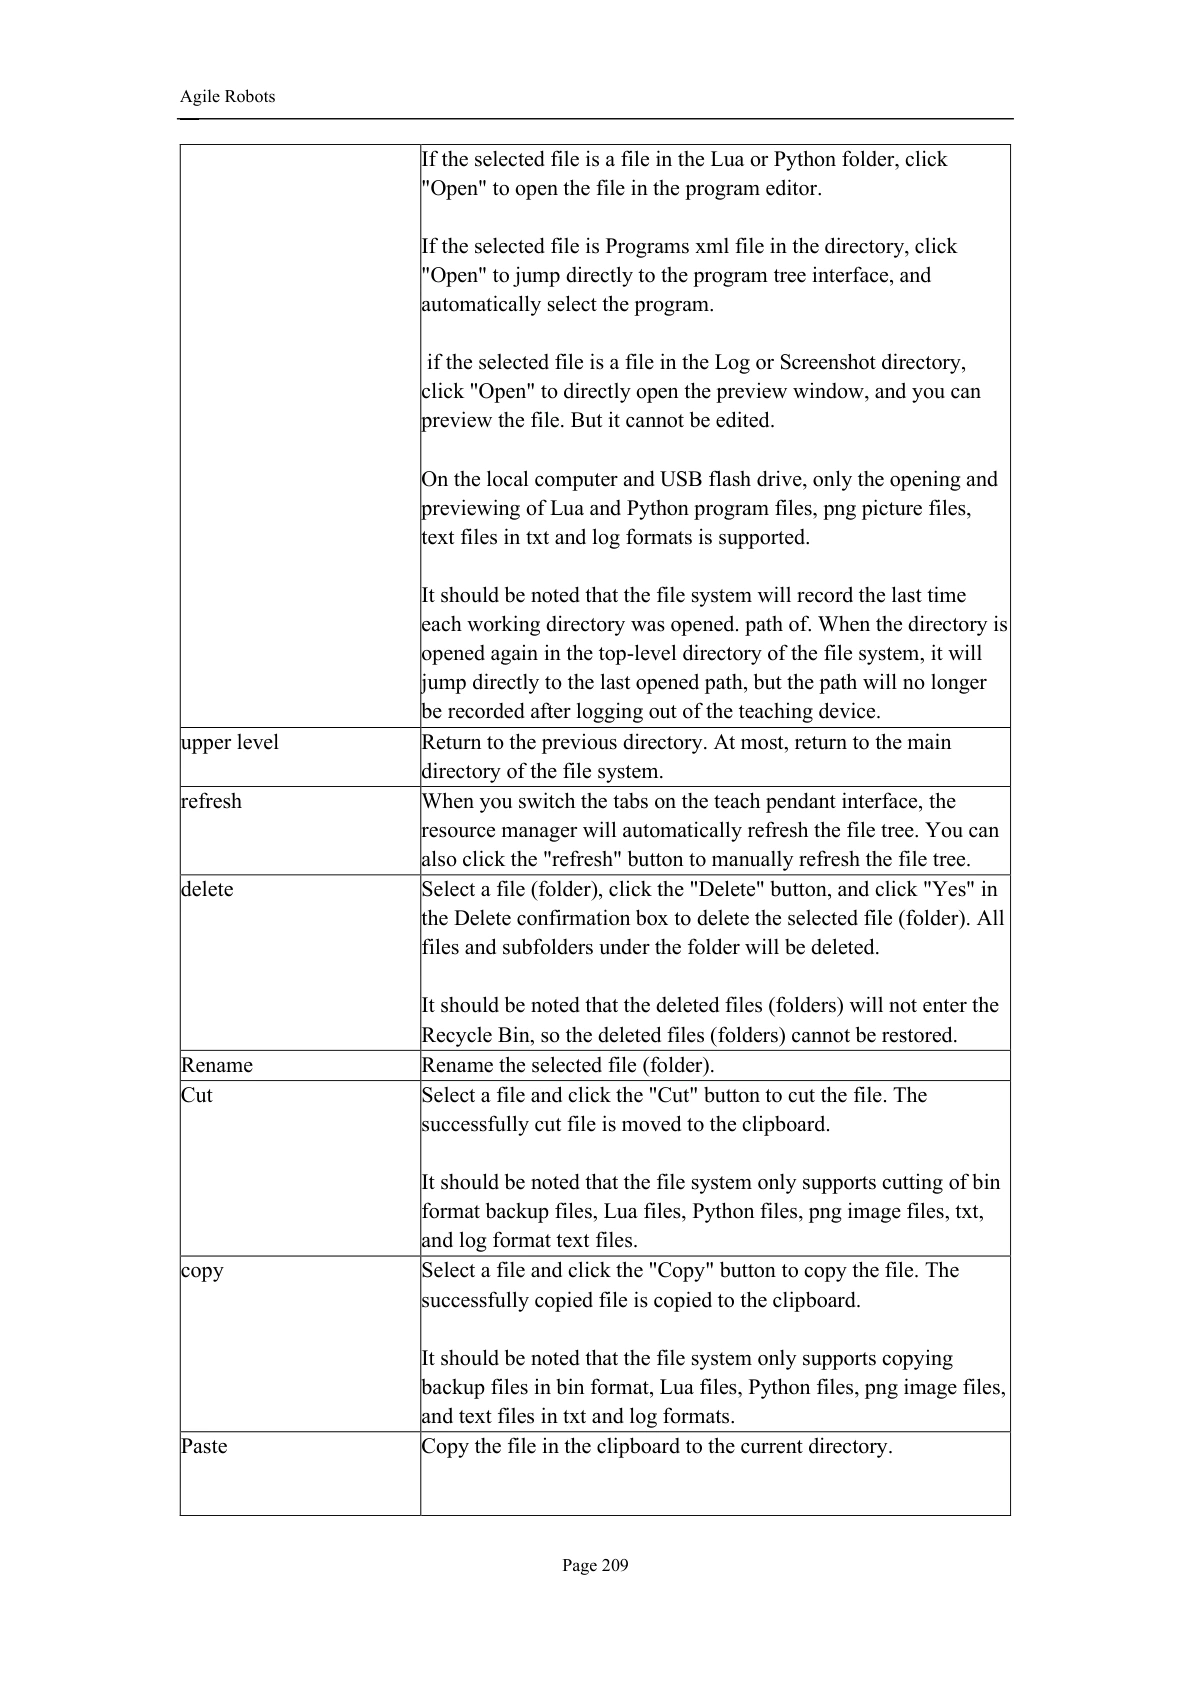 Agile Robots
If the selected file is a file in the Lua or Python folder, click
"Open" to open the file in the program editor.
If the selected file is Programs xml file in the directory, click
"Open" to jump directly to the program tree interface, and
automatically select the program.
if the selected file is a file in the Log or Screenshot directory,
click "Open" to directly open the preview window, and you can
preview the file. But it cannot be edited.
On the local computer and USB flash drive, only the opening and
previewing of Lua and Python program files, png picture files,
text files in txt and log formats is supported.
It should be noted that the file system will record the last time
each working directory was opened. path of. When the directory is
opened again in the top-level directory of the file system, it will
jump directly to the last opened path, but the path will no longer
be recorded after logging out of the teaching device.
upper level
Return to the previous directory. At most, return to the main
directory of the file system.
refresh
When you switch the tabs on the teach pendant interface, the
resource manager will automatically refresh the file tree. You can
also click the "refresh" button to manually refresh the file tree.
delete
Select a file (folder), click the "Delete" button, and click "Yes" in
the Delete confirmation box to delete the selected file (folder). All
files and subfolders under the folder will be deleted.
It should be noted that the deleted files (folders) will not enter the
Recycle Bin, so the deleted files (folders) cannot be restored.
Rename
Rename the selected file (folder).
Cut
Select a file and click the "Cut" button to cut the file. The
successfully cut file is moved to the clipboard.
It should be noted that the file system only supports cutting of bin
format backup files, Lua files, Python files, png image files, txt,
and log format text files.
copy
Select a file and click the "Copy" button to copy the file. The
successfully copied file is copied to the clipboard.
It should be noted that the file system only supports copying
backup files in bin format, Lua files, Python files, png image files,
and text files in txt and log formats.
Paste
Copy the file in the clipboard to the current directory.
Page 209